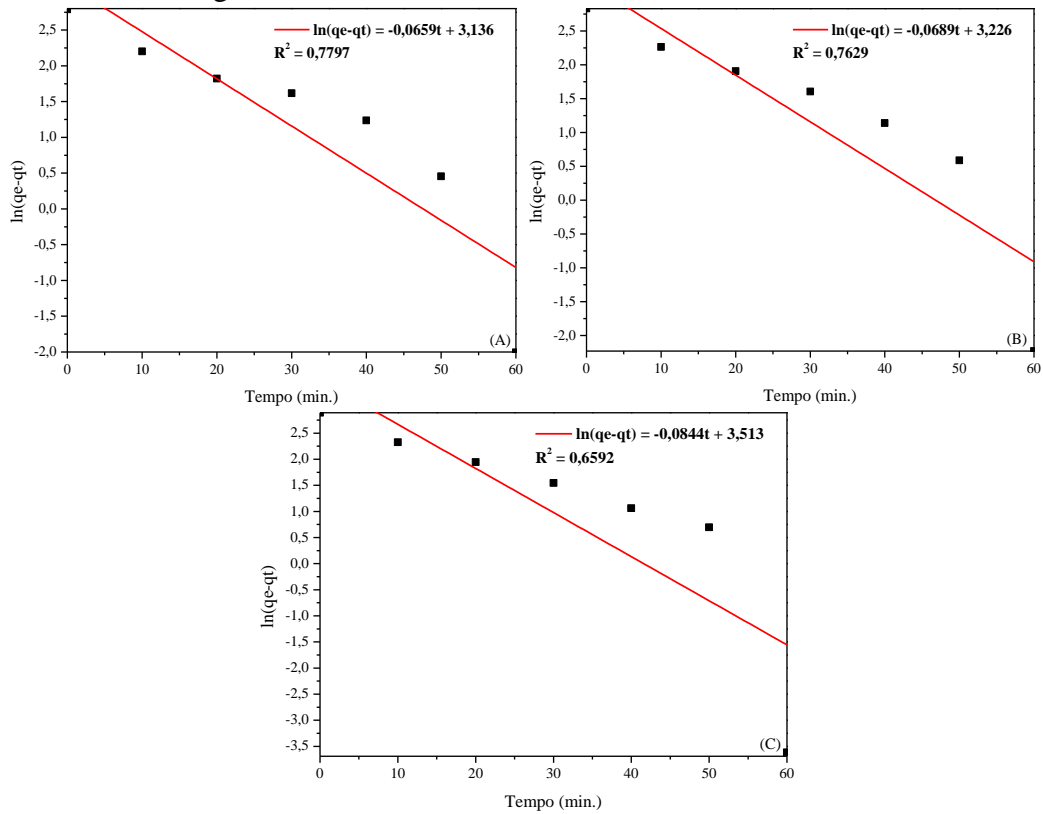 ln(qe-qt) = -0,0659t + 3,136
R² = 0,7797
2,5
2,0
1,5
1,0
0,5
0,0
-0,5
-1,0
-1,5
-2,0
ln(qe-qt)
(A)
0 10 20 30 40 50 60
Tempo (min.)
ln(qe-qt) = -0,0689t + 3,226
R² = 0,7629
2,5
2,0
1,5
1,0
0,5
0,0
-0,5
-1,0
-1,5
-2,0
ln(qe-qt)
(B)
0 10 20 30 40 50 60
Tempo (min.)
ln(qe-qt) = -0,0844t + 3,513
R² = 0,6592
2,5
2,0
1,5
1,0
0,5
0,0
-0,5
-1,0
-1,5
-2,0
-2,5
-3,0
-3,5
ln(qe-qt)
(C)
0 10 20 30 40 50 60
Tempo (min.)